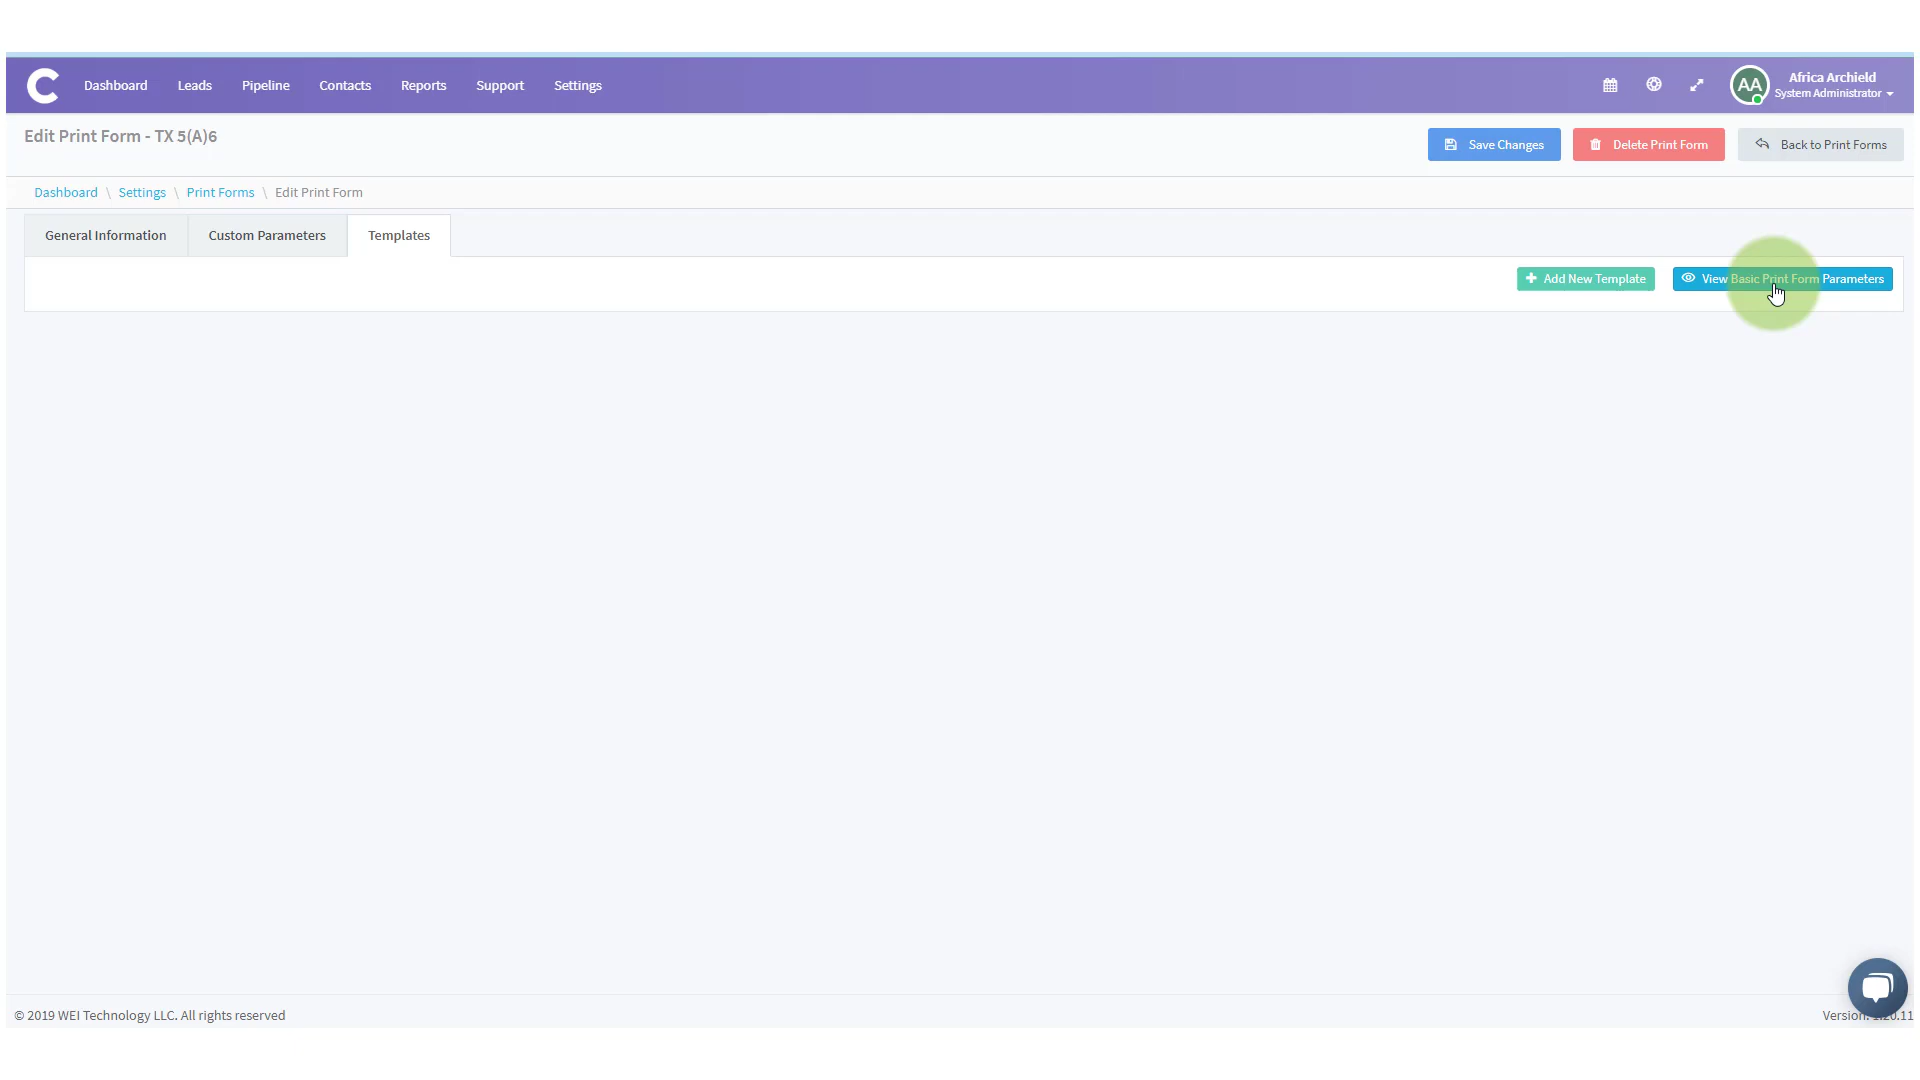 Dashboard Leads Pipeline Contacts Reports Support Settings
AA Africa Archield
System Administrator
Edit Print Form - TX 5(A)6
Save Changes Delete Print Form Back to Print Forms
Dashboard \ Settings \ Print Forms \ Edit Print Form
General Information Custom Parameters Templates
Add New Template View Basic Print Form Parameters
© 2019 WEI Technology LLC. All rights reserved
Version: